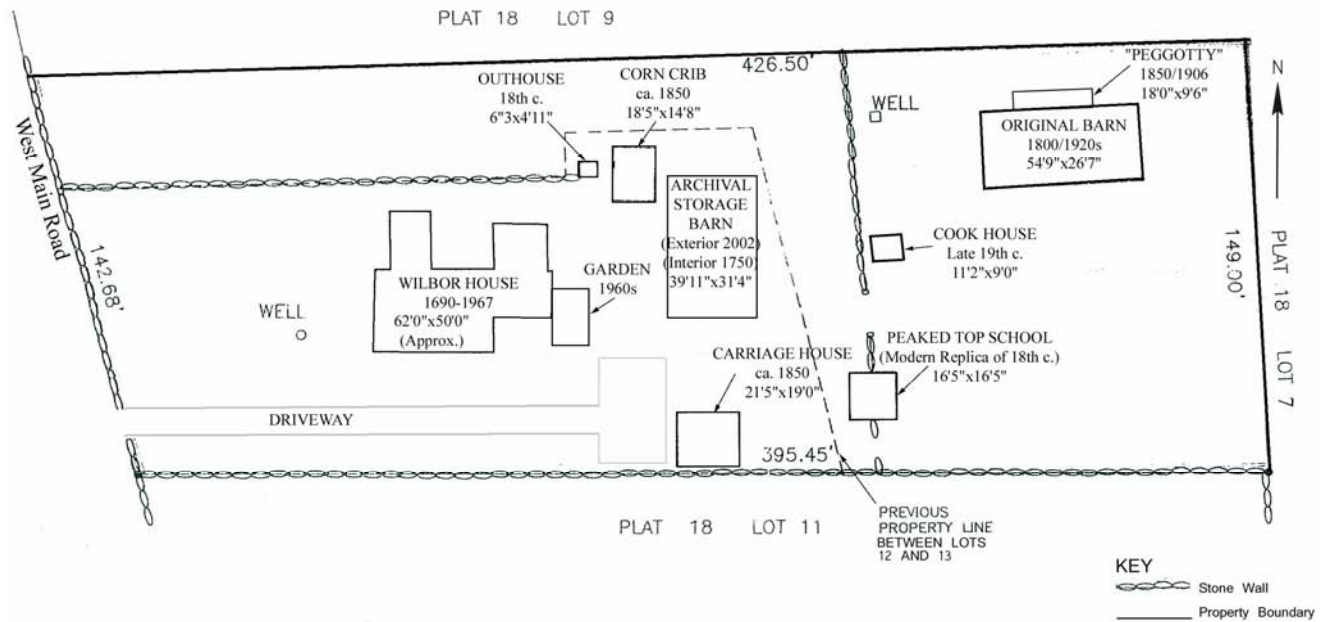 PLAT 18 LOT 9
426.50'
"PEGGOTTY"
1850/1906
18'0"x9'6"
N
OUTHOUSE
18th c.
6"3x4'11"
CORN CRIB
ca. 1850
18'5"x14'8"
WELL
ORIGINAL BARN
1800/1920s
54'9"x26'7"
West Main Road
142.68'
ARCHIVAL
STORAGE
BARN
(Exterior 2002)
(Interior 1750)
39'11"x31'4"
COOK HOUSE
Late 19th c.
11'2"x9'0"
149.00'
PLAT 18 LOT 7
WELL
WILBOR HOUSE
1690-1967
62'0"x50'0"
(Approx.)
GARDEN
1960s
CARRIAGE HOUSE
ca. 1850
21'5"x19'0"
PEAKED TOP SCHOOL
(Modern Replica of 18th c.)
16'5"x16'5"
DRIVEWAY
395.45'
PLAT 18 LOT 11
PREVIOUS
PROPERTY LINE
BETWEEN LOTS
12 AND 13
KEY
Stone Wall
Property Boundary